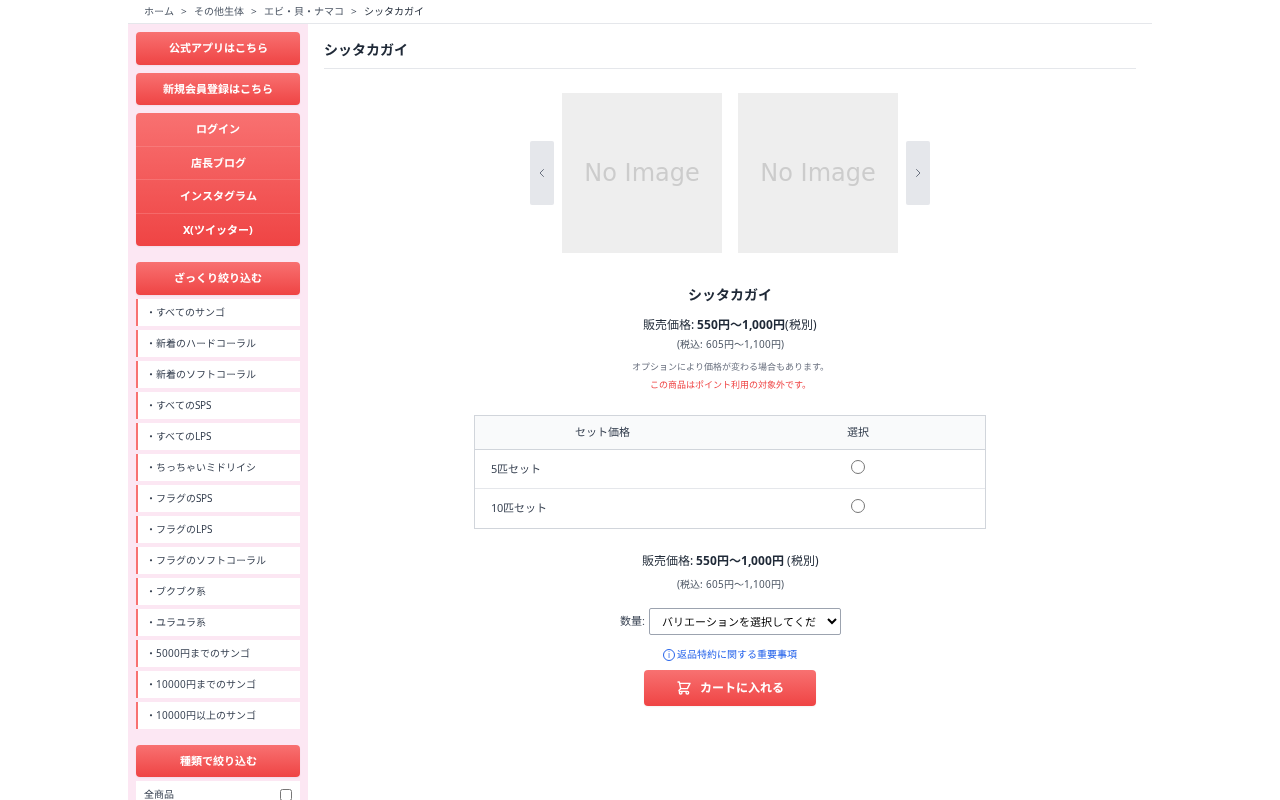 ホーム > その他生体 > エビ・貝・ナマコ > シッタカガイ
公式アプリはこちら
新規会員登録はこちら
ログイン
店長ブログ
インスタグラム
X(ツイッター)
ざっくり絞り込む
・すべてのサンゴ
・新着のハードコーラル
・新着のソフトコーラル
・すべてのSPS
・すべてのLPS
・ちっちゃいミドリイシ
・フラグのSPS
・フラグのLPS
・フラグのソフトコーラル
・ブクブク系
・ユラユラ系
・5000円までのサンゴ
・10000円までのサンゴ
・10000円以上のサンゴ
種類で絞り込む
全商品
シッタカガイ
No Image No Image
シッタカガイ
販売価格: 550円〜1,000円(税別)
(税込: 605円〜1,100円)
オプションにより価格が変わる場合もあります。
この商品はポイント利用の対象外です。
セット価格 選択
5匹セット
10匹セット
販売価格: 550円〜1,000円 (税別)
(税込: 605円〜1,100円)
数量: バリエーションを選択してくだ
返品特約に関する重要事項
カートに入れる